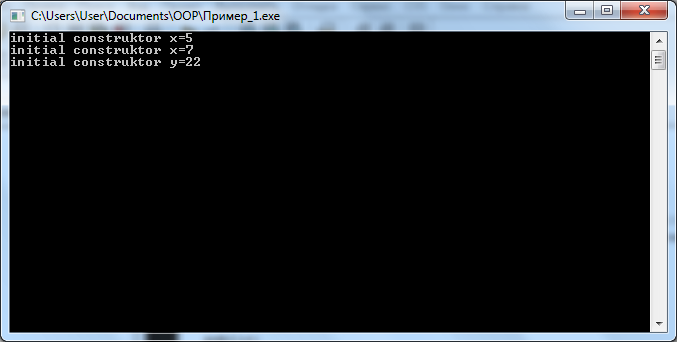 C:\Users\User\Documents\OOP\Пример_1.exe
initial construktor x=5
initial construktor x=7
initial construktor y=22